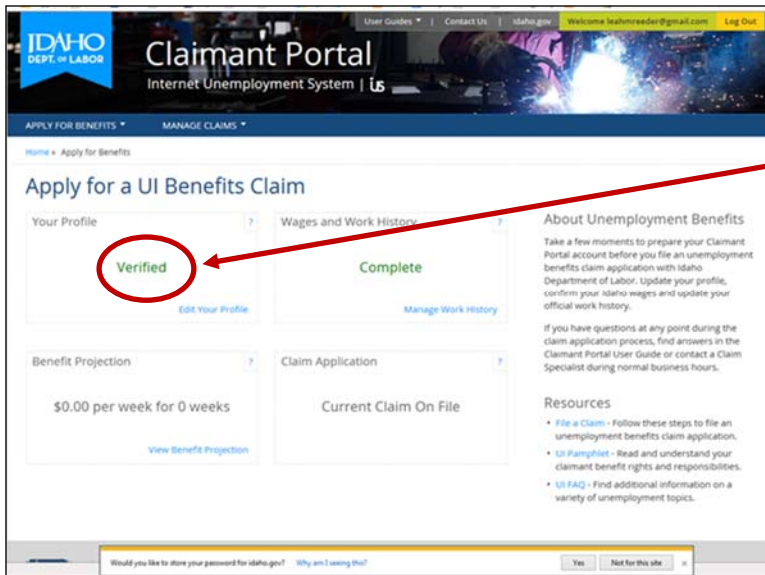 User Guides | Contact Us | Idaho.gov Welcome leahmreeder@gmail.com Log Out
IDAHO
DEPT. of LABOR
Claimant Portal
Internet Unemployment System | ius
APPLY FOR BENEFITS MANAGE CLAIMS
Home » Apply for Benefits
Apply for a UI Benefits Claim
Your Profile ?
Verified
Edit Your Profile
Wages and Work History ?
Complete
Manage Work History
Benefit Projection ?
$0.00 per week for 0 weeks
View Benefit Projection
Claim Application ?
Current Claim On File
About Unemployment Benefits
Take a few moments to prepare your Claimant
Portal account before you file an unemployment
benefits claim application with Idaho
Department of Labor. Update your profile,
confirm your Idaho wages and update your
official work history.
If you have questions at any point during the
claim application process, find answers in the
Claimant Portal User Guide or contact a Claim
Specialist during normal business hours.
Resources
• File a Claim - Follow these steps to file an
unemployment benefits claim application.
• UI Pamphlet - Read and understand your
claimant benefit rights and responsibilities.
• UI FAQ - Find additional information on a
variety of unemployment topics.
Would you like to store your password for idaho.gov? Why am I seeing this? Yes Not for this site ×